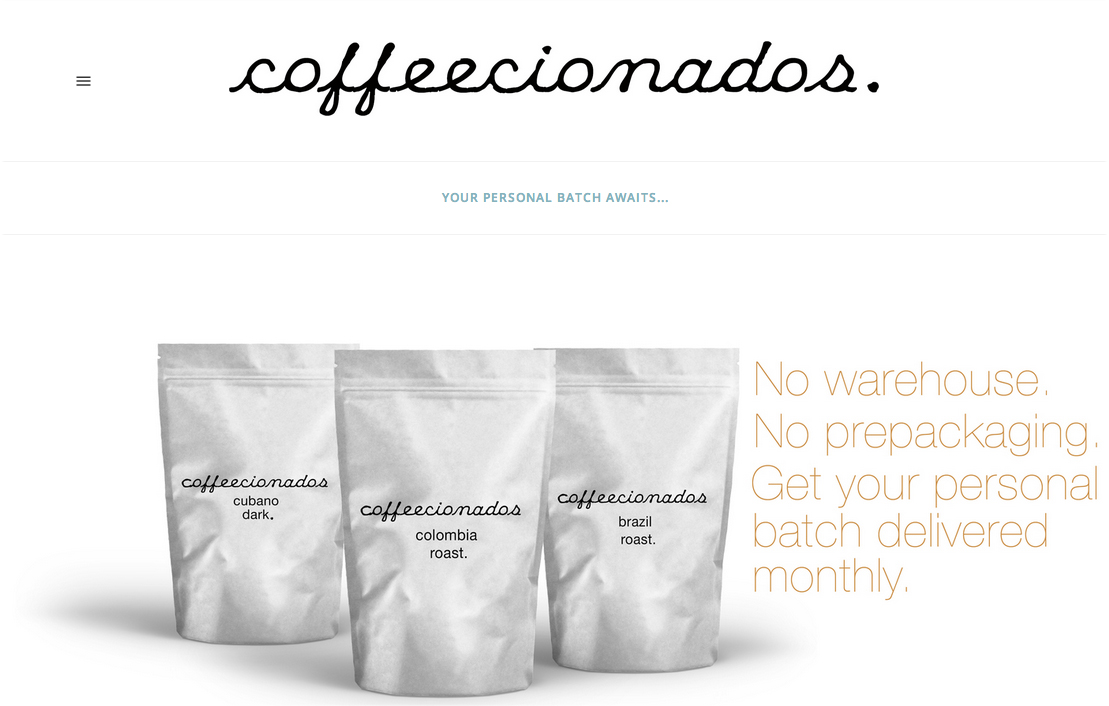 coffeecionados.
YOUR PERSONAL BATCH AWAITS...
coffeecionados
cubano
dark.
coffeecionados
colombia
roast.
coffeecionados
brazil
roast.
No warehouse.
No prepackaging.
Get your personal
batch delivered
monthly.